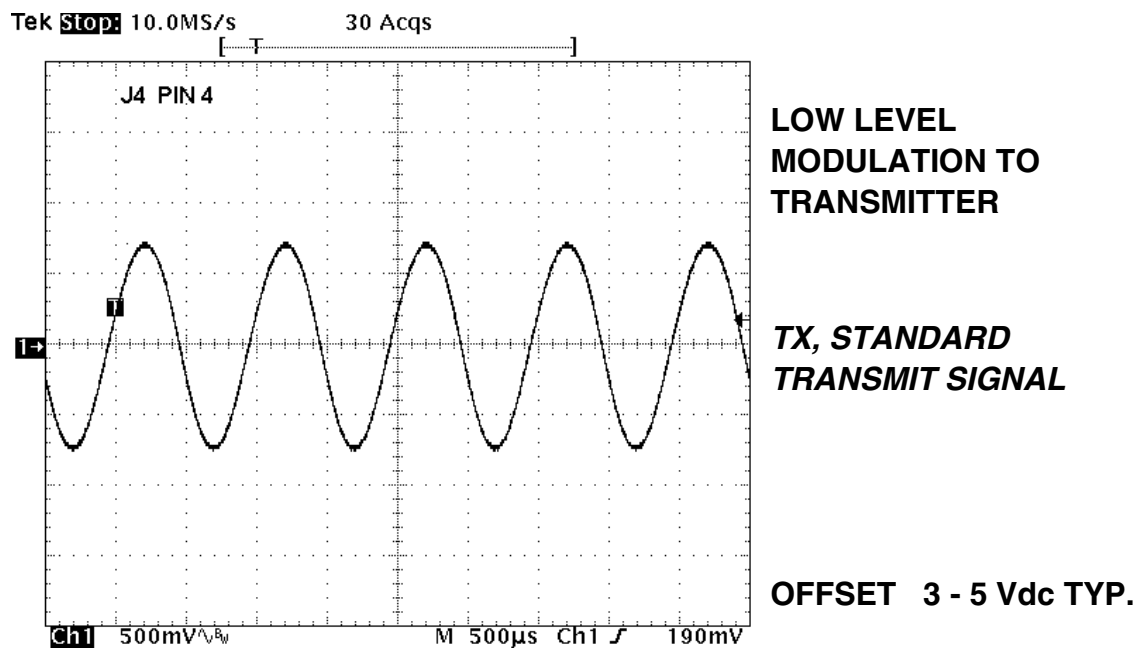 Tek Stop: 10.0MS/s 30 Acqs
[ T ]
J4 PIN 4
LOW LEVEL
MODULATION TO
TRANSMITTER
T
1→
TX, STANDARD
TRANSMIT SIGNAL
OFFSET 3 - 5 Vdc TYP.
Ch1 500mV∿Bw M 500µs Ch1 ƒ 190mV